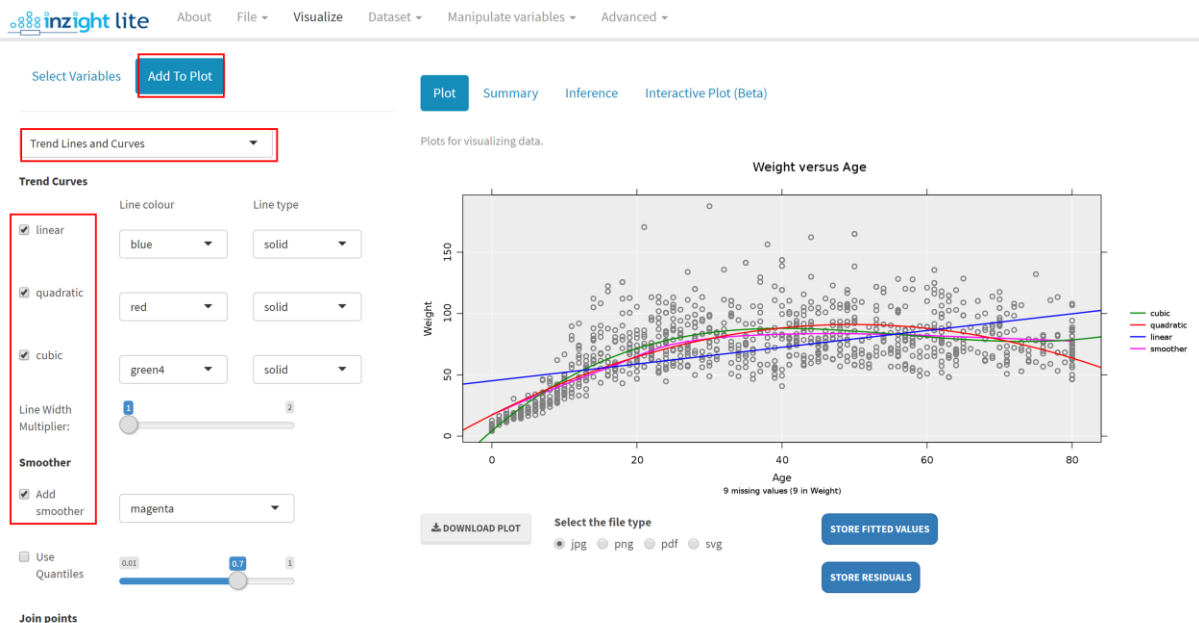 inzight lite
About
File
Visualize
Dataset
Manipulate variables
Advanced
Select Variables
Add To Plot
Trend Lines and Curves
Trend Curves
Line colour
Line type
linear
blue
solid
quadratic
red
solid
cubic
green4
solid
Line Width
Multiplier:
1
2
Smoother
Add
smoother
magenta
Use
Quantiles
0.01
0.7
1
Join points
Plot
Summary
Inference
Interactive Plot (Beta)
Plots for visualizing data.
Weight versus Age
Weight
150
100
50
0
0
20
40
60
80
Age
9 missing values (9 in Weight)
cubic
quadratic
linear
smoother
DOWNLOAD PLOT
Select the file type
jpg
png
pdf
svg
STORE FITTED VALUES
STORE RESIDUALS